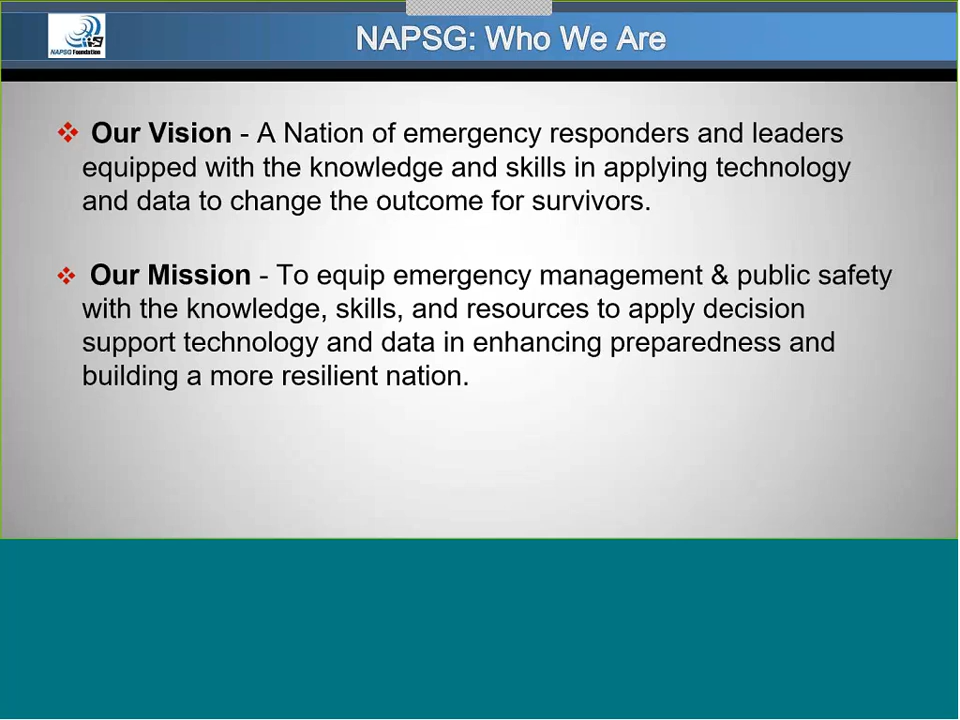 NAPSG Foundation
NAPSG: Who We Are
Our Vision - A Nation of emergency responders and leaders
equipped with the knowledge and skills in applying technology
and data to change the outcome for survivors.
Our Mission - To equip emergency management & public safety
with the knowledge, skills, and resources to apply decision
support technology and data in enhancing preparedness and
building a more resilient nation.